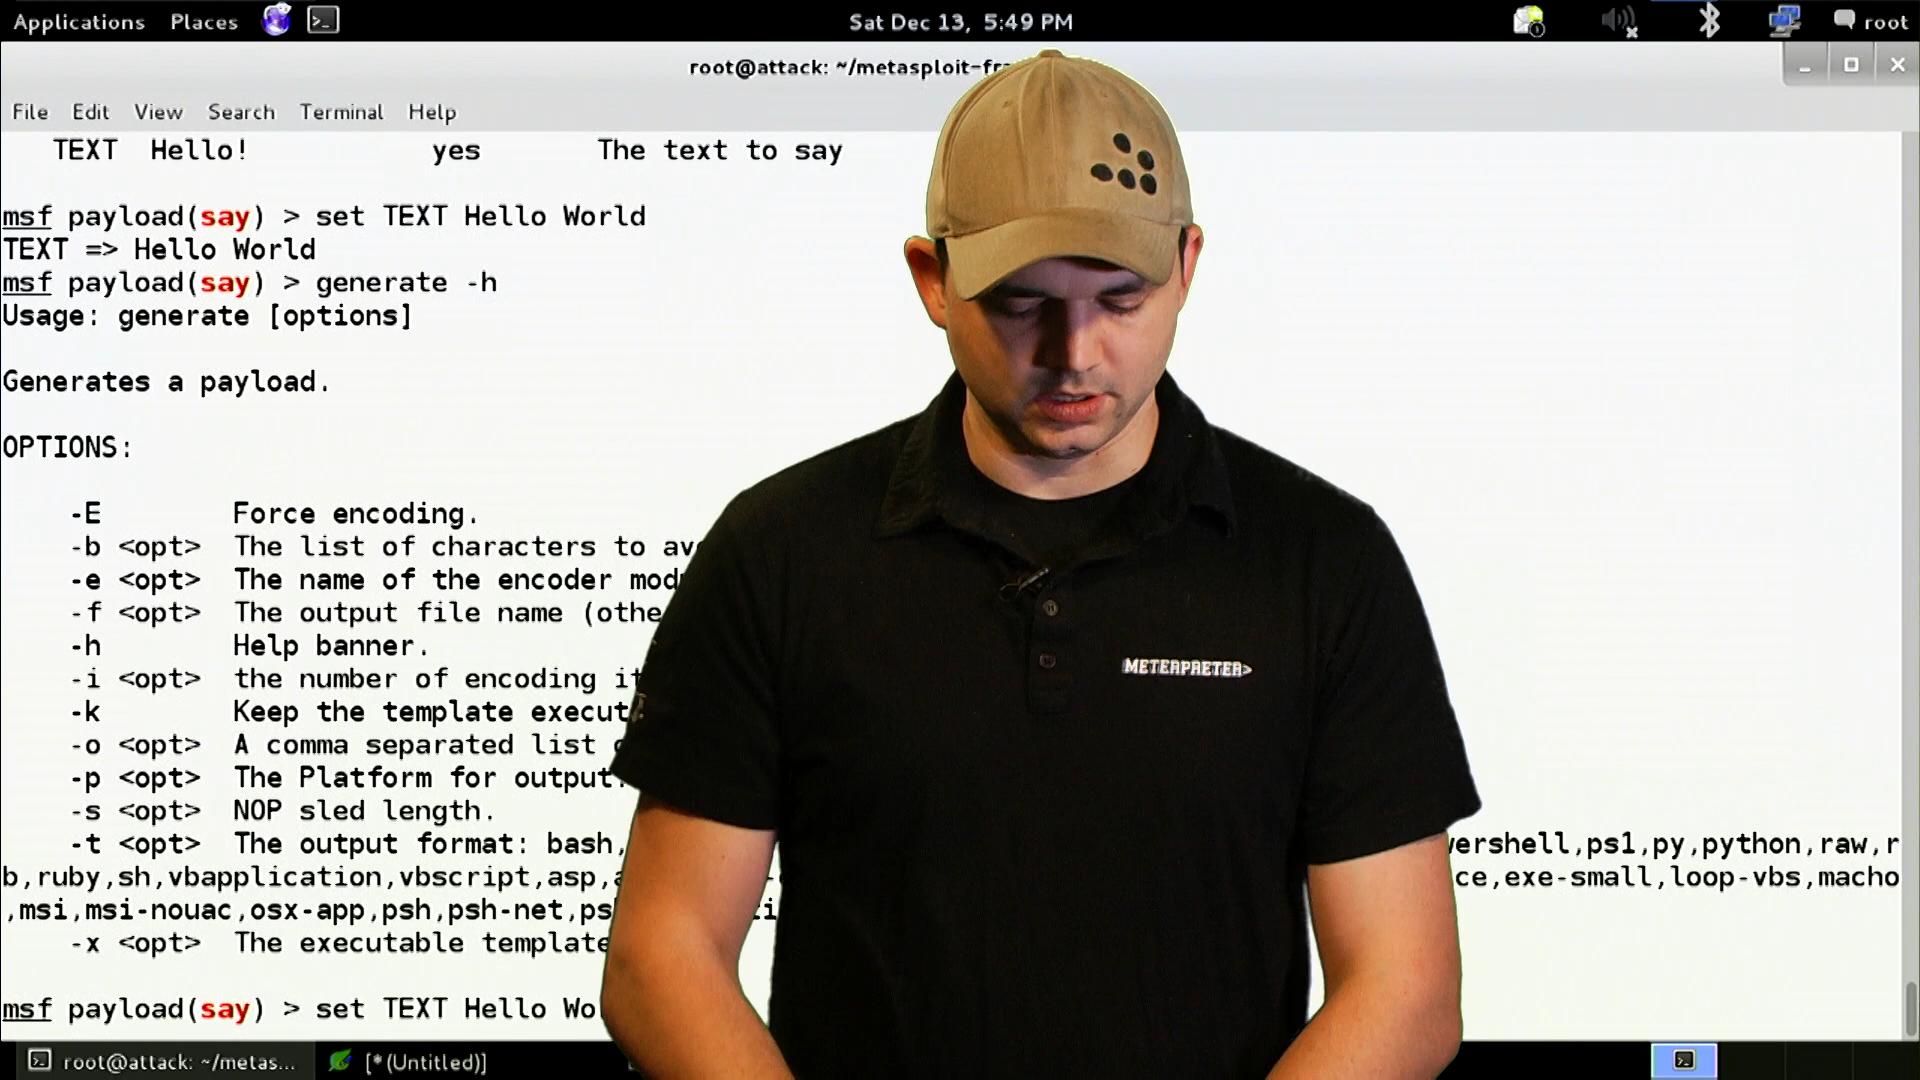 Applications Places Sat Dec 13, 5:49 PM root
root@attack: ~/metasploit-fr
File Edit View Search Terminal Help
TEXT Hello! yes The text to say
msf payload(say) > set TEXT Hello World
TEXT => Hello World
msf payload(say) > generate -h
Usage: generate [options]
Generates a payload.
OPTIONS:
-E Force encoding.
-b <opt> The list of characters to av
-e <opt> The name of the encoder mod
-f <opt> The output file name (othe
-h Help banner.
-i <opt> the number of encoding it
-k Keep the template execut
-o <opt> A comma separated list
-p <opt> The Platform for output.
-s <opt> NOP sled length.
-t <opt> The output format: bash, ershell,ps1,py,python,raw,r
b,ruby,sh,vbapplication,vbscript,asp, ce,exe-small,loop-vbs,macho
,msi,msi-nouac,osx-app,psh,psh-net,ps
-x <opt> The executable template
msf payload(say) > set TEXT Hello Wo
METERPRETER>
root@attack: ~/metas... [*(Untitled)]